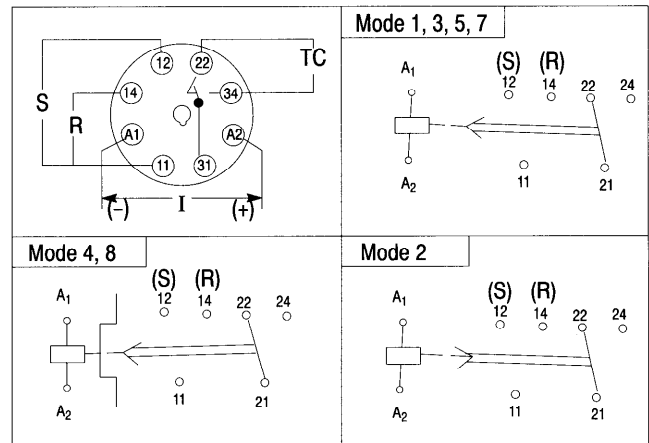 12 22
TC
S
14
34
R
A1 A2
11 31
(−) I (+)
Mode 1, 3, 5, 7
A1 (S) (R)
12 14 22 24
A2
11 21
Mode 4, 8
(S) (R)
A1 12 14 22 24
A2 11 21
Mode 2
(S) (R)
A1 12 14 22 24
A2 11 21